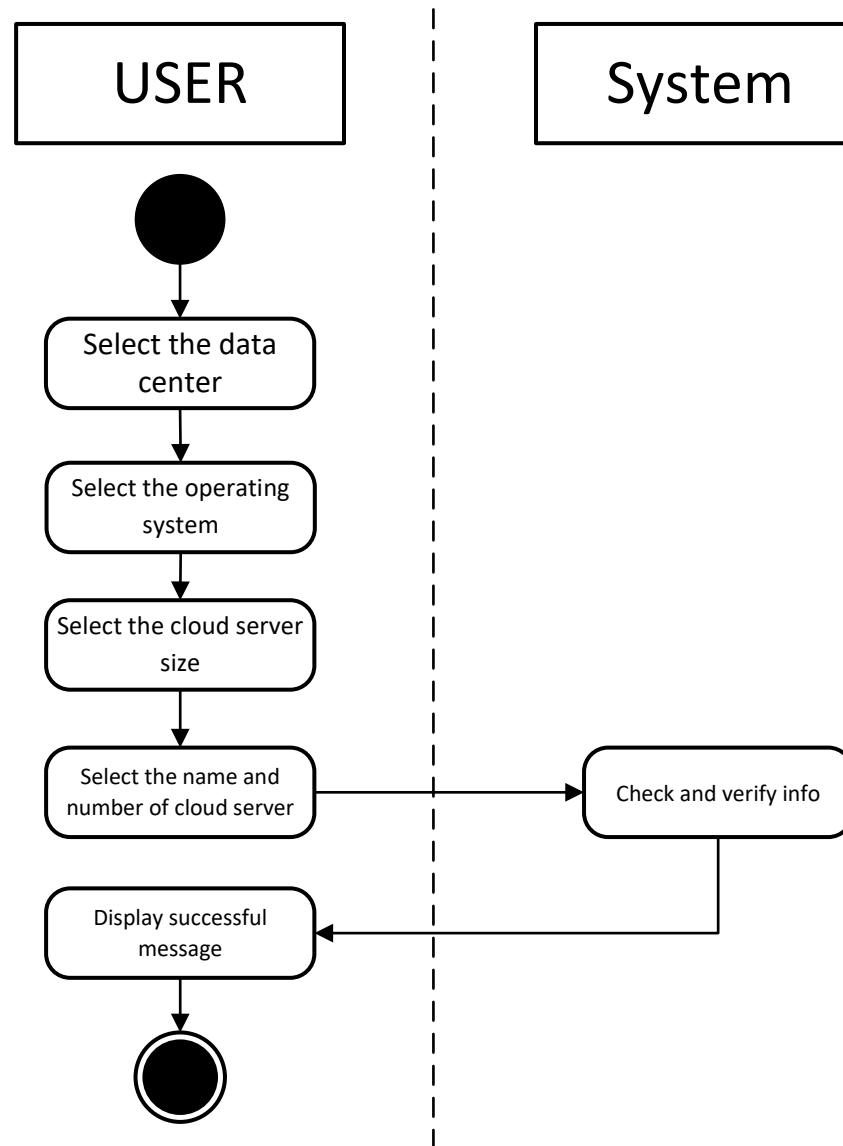 USER
System
Select the data
center
Select the operating
system
Select the cloud server
size
Select the name and
number of cloud server
Check and verify info
Display successful
message